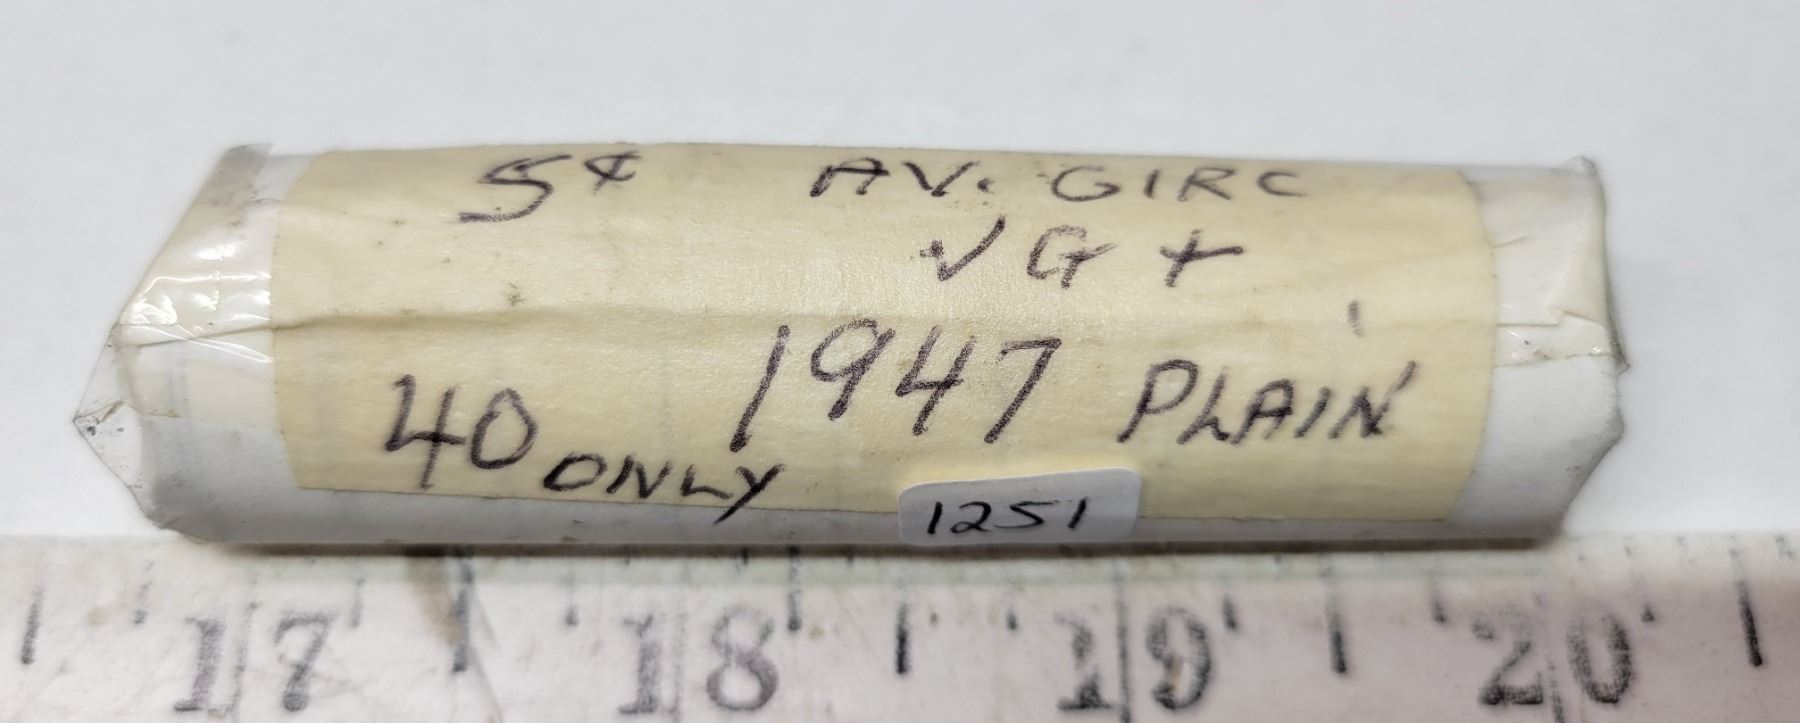 5¢ AV. CIRC
VG +
1947 PLAIN
40 ONLY
1251
17 18 19 20